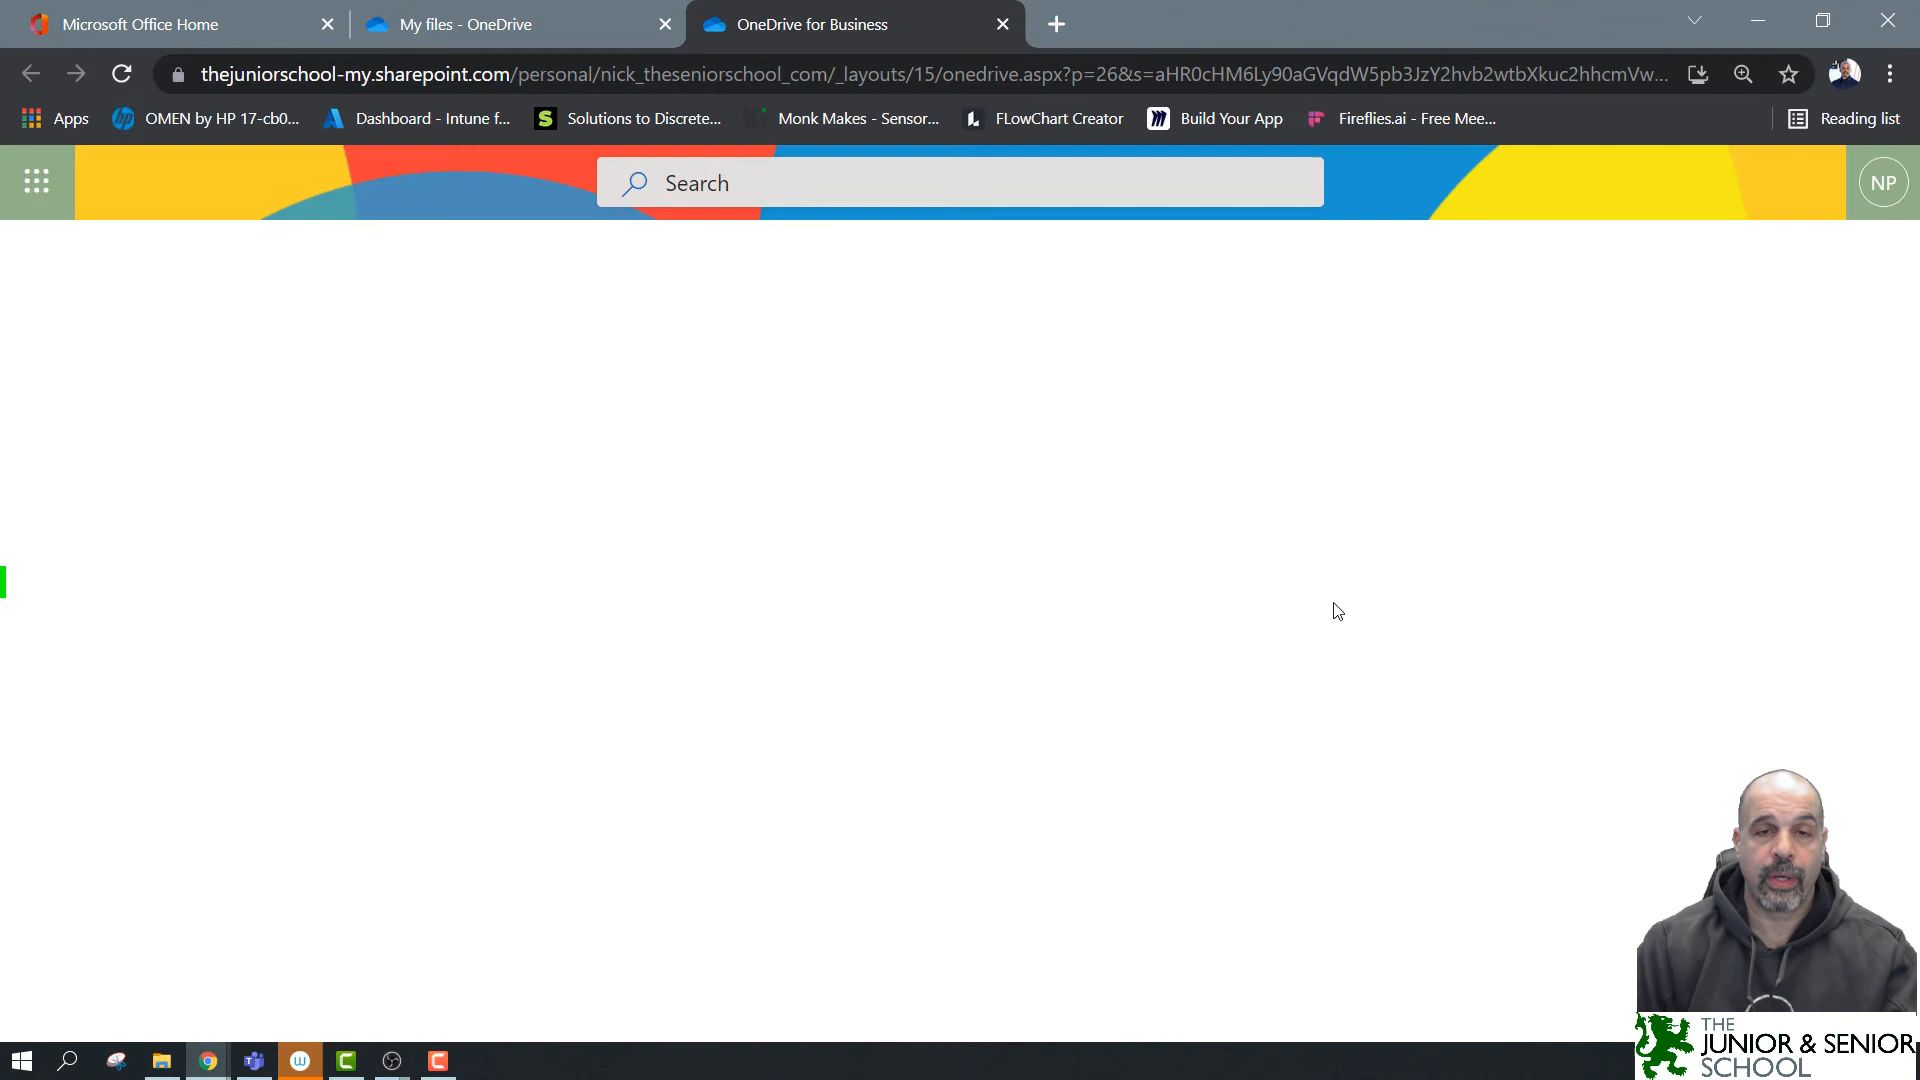 Microsoft Office Home
My files - OneDrive
OneDrive for Business
thejuniorschool-my.sharepoint.com/personal/nick_theseniorschool_com/_layouts/15/onedrive.aspx?p=26&s=aHR0cHM6Ly90aGVqdW5pb3JzY2hvb2wtbXkuc2hhcmVw...
Apps
OMEN by HP 17-cb0...
Dashboard - Intune f...
Solutions to Discrete...
Monk Makes - Sensor...
FLowChart Creator
Build Your App
Fireflies.ai - Free Mee...
Reading list
Search
NP
THE
JUNIOR & SENIOR
SCHOOL